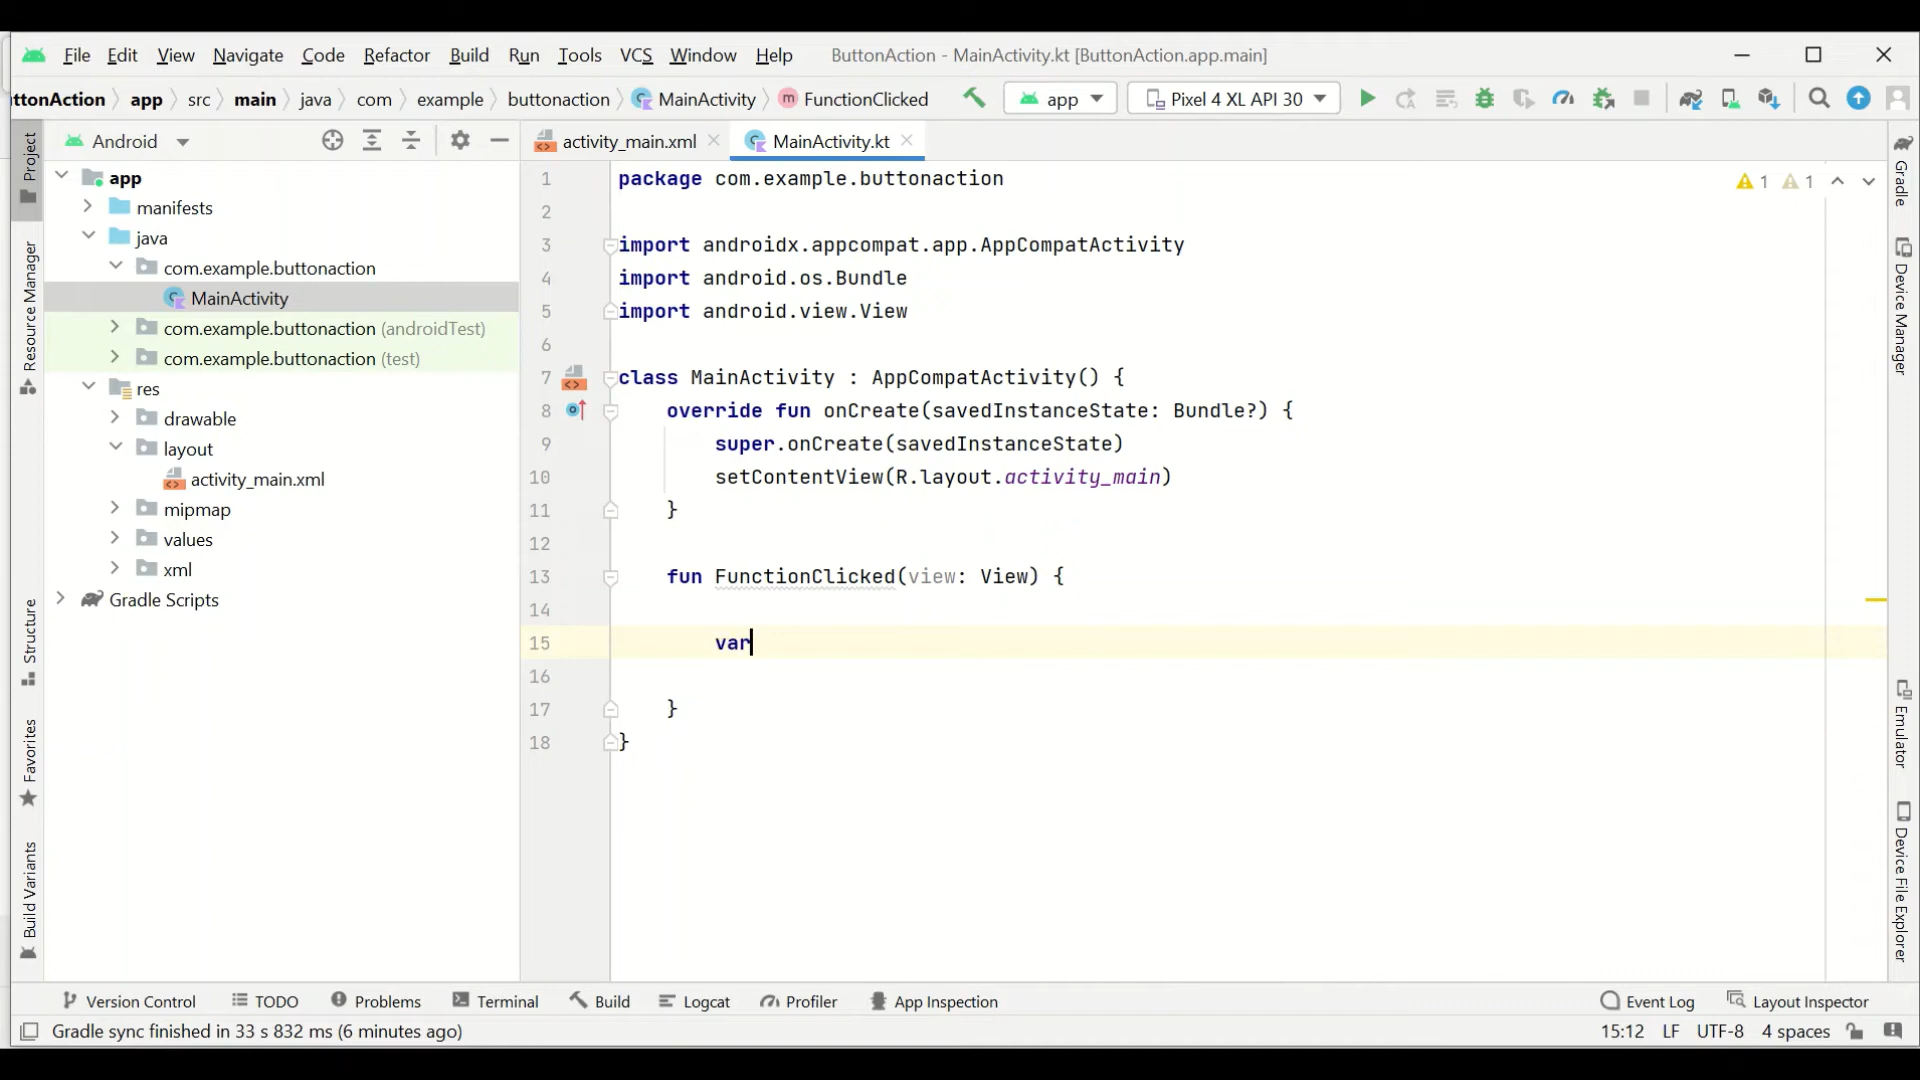 File Edit View Navigate Code Refactor Build Run Tools VCS Window Help ButtonAction - MainActivity.kt [ButtonAction.app.main]
ttonAction app src main java com example buttonaction MainActivity FunctionClicked app Pixel 4 XL API 30
Android
activity_main.xml MainActivity.kt
app
manifests
java
com.example.buttonaction
MainActivity
com.example.buttonaction (androidTest)
com.example.buttonaction (test)
res
drawable
layout
activity_main.xml
mipmap
values
xml
Gradle Scripts
Project
Resource Manager
Structure
Favorites
Build Variants
1 package com.example.buttonaction
2
3 import androidx.appcompat.app.AppCompatActivity
4 import android.os.Bundle
5 import android.view.View
6
7 class MainActivity : AppCompatActivity() {
8 override fun onCreate(savedInstanceState: Bundle?) {
9 super.onCreate(savedInstanceState)
10 setContentView(R.layout.activity_main)
11 }
12
13 fun FunctionClicked(view: View) {
14
15 var
16
17 }
18 }
1 1
Gradle
Device Manager
Emulator
Device File Explorer
Version Control TODO Problems Terminal Build Logcat Profiler App Inspection Event Log Layout Inspector
Gradle sync finished in 33 s 832 ms (6 minutes ago) 15:12 LF UTF-8 4 spaces